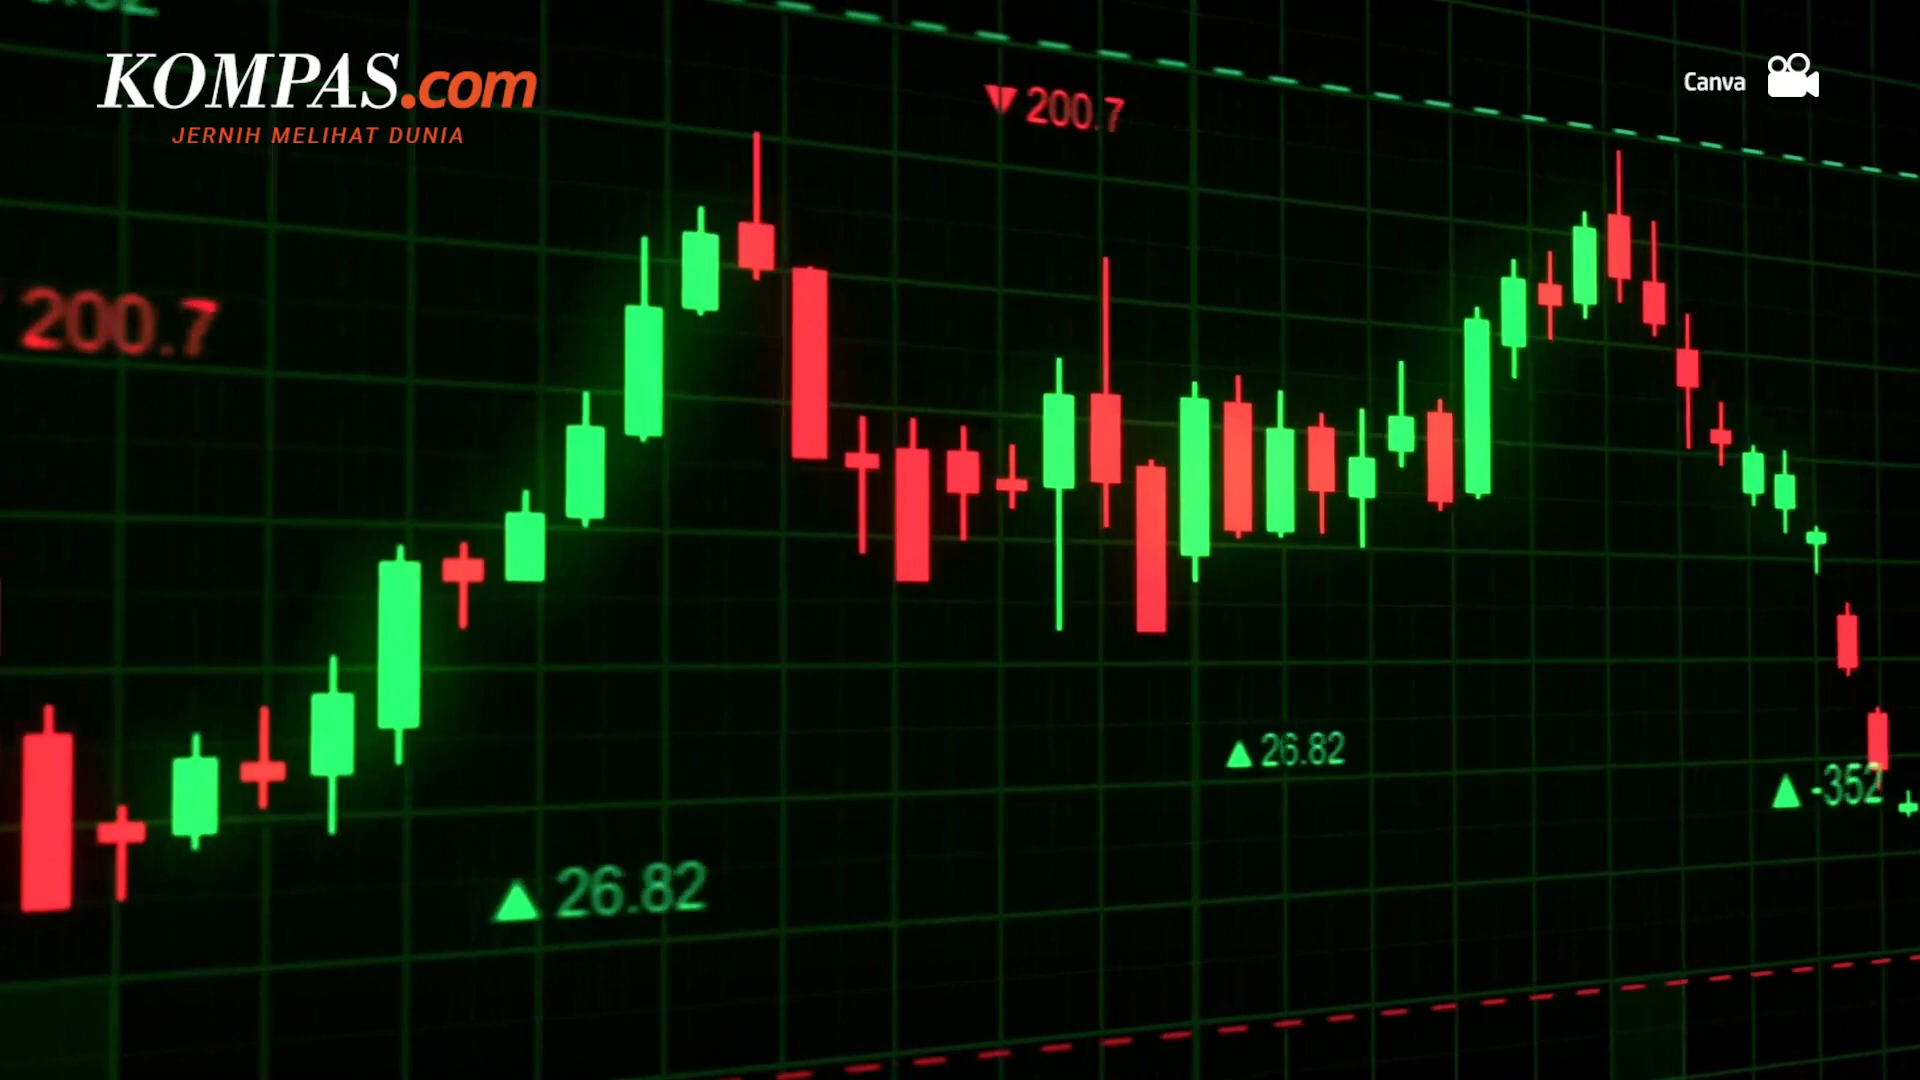 KOMPAS.com
JERNIH MELIHAT DUNIA
Canva
▼200.7
200.7
▲26.82
▲-352
▲26.82